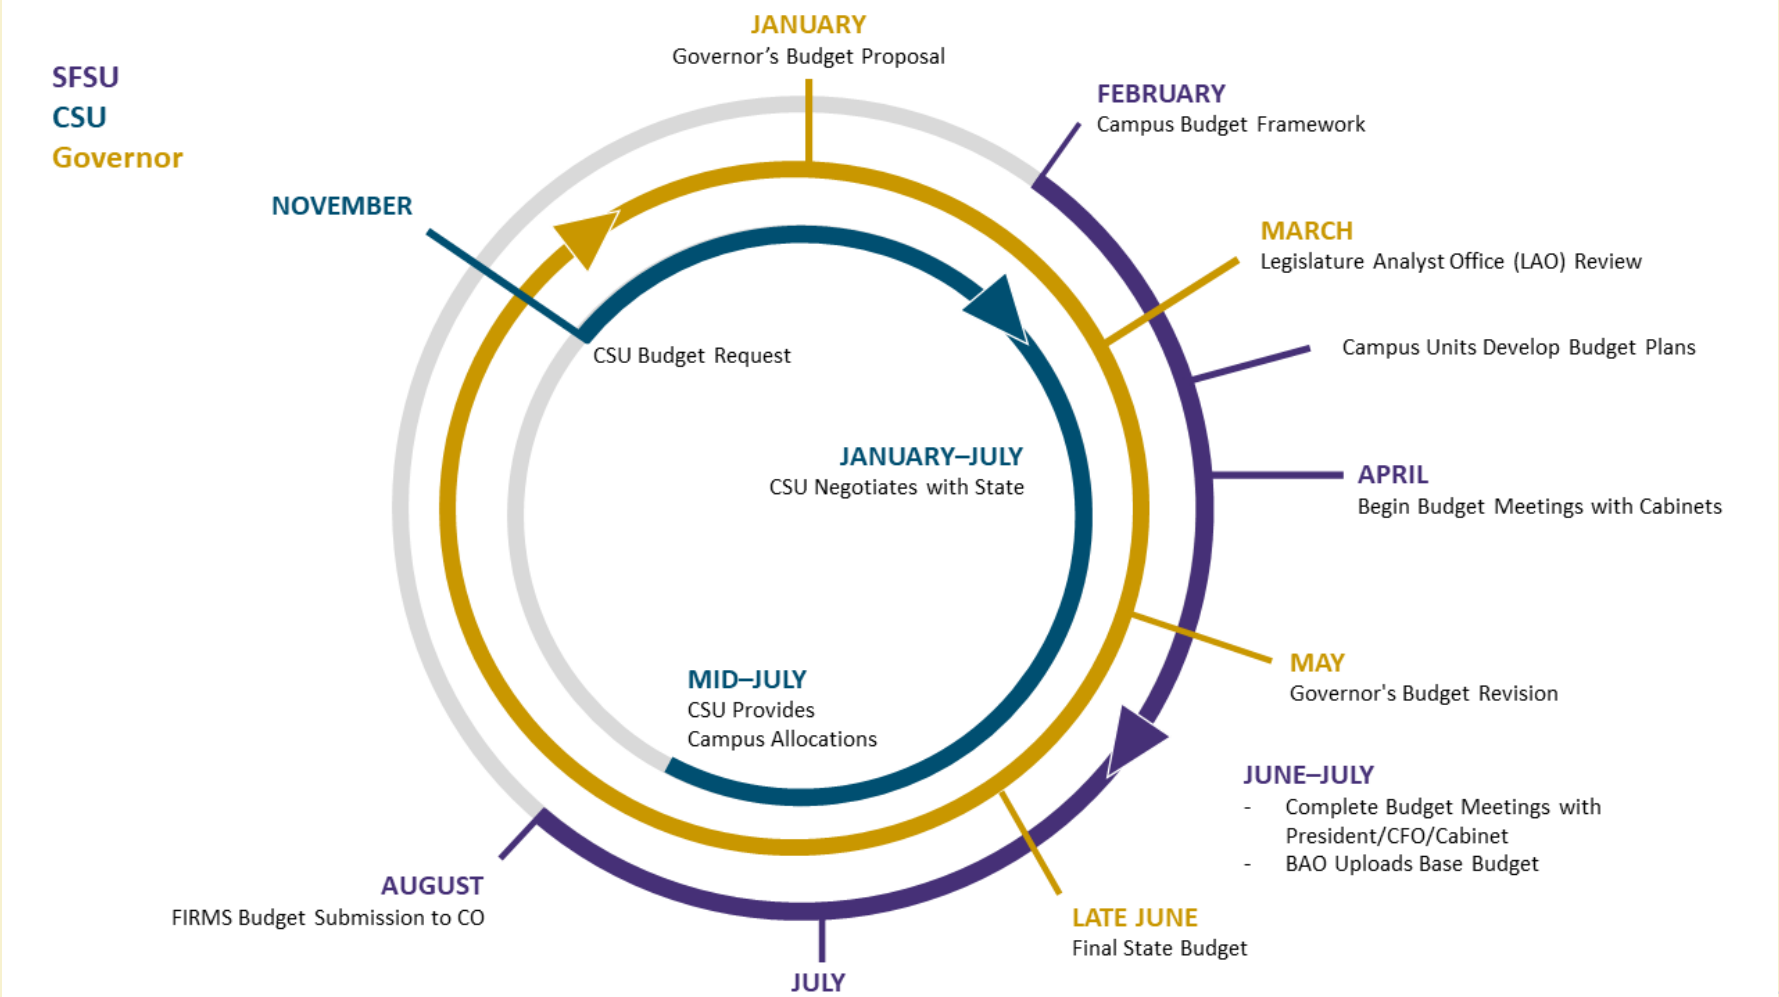 SFSU
CSU
Governor
JANUARY
Governor’s Budget Proposal
FEBRUARY
Campus Budget Framework
NOVEMBER
CSU Budget Request
MARCH
Legislature Analyst Office (LAO) Review
Campus Units Develop Budget Plans
JANUARY–JULY
CSU Negotiates with State
APRIL
Begin Budget Meetings with Cabinets
MAY
Governor's Budget Revision
MID–JULY
CSU Provides
Campus Allocations
JUNE–JULY
- Complete Budget Meetings with
President/CFO/Cabinet
- BAO Uploads Base Budget
AUGUST
FIRMS Budget Submission to CO
LATE JUNE
Final State Budget
JULY